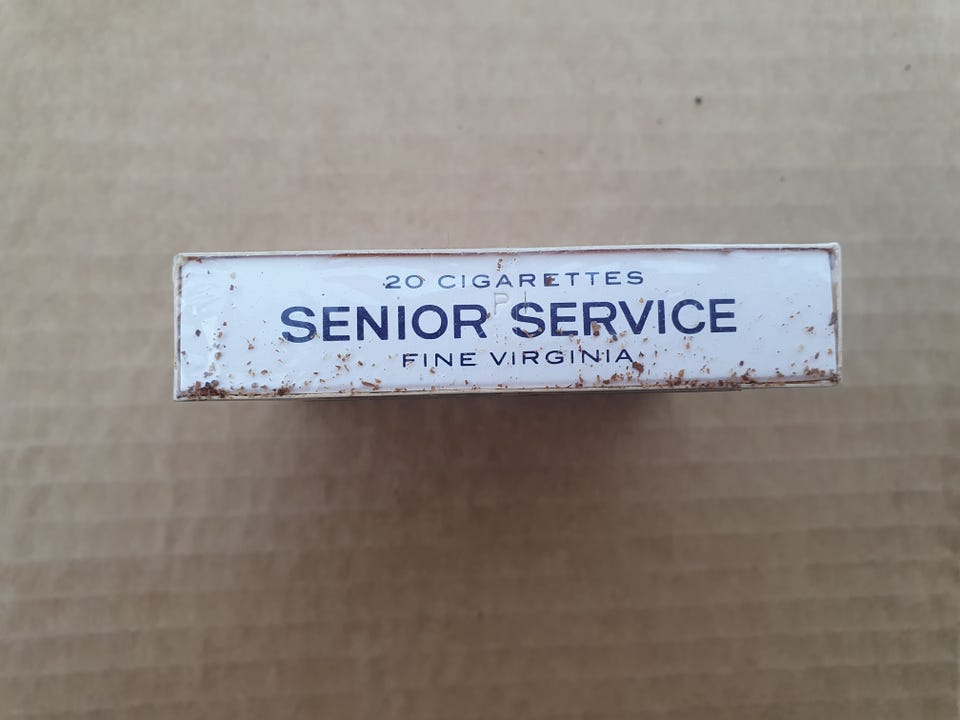 20 CIGARETTES
SENIOR SERVICE
FINE VIRGINIA